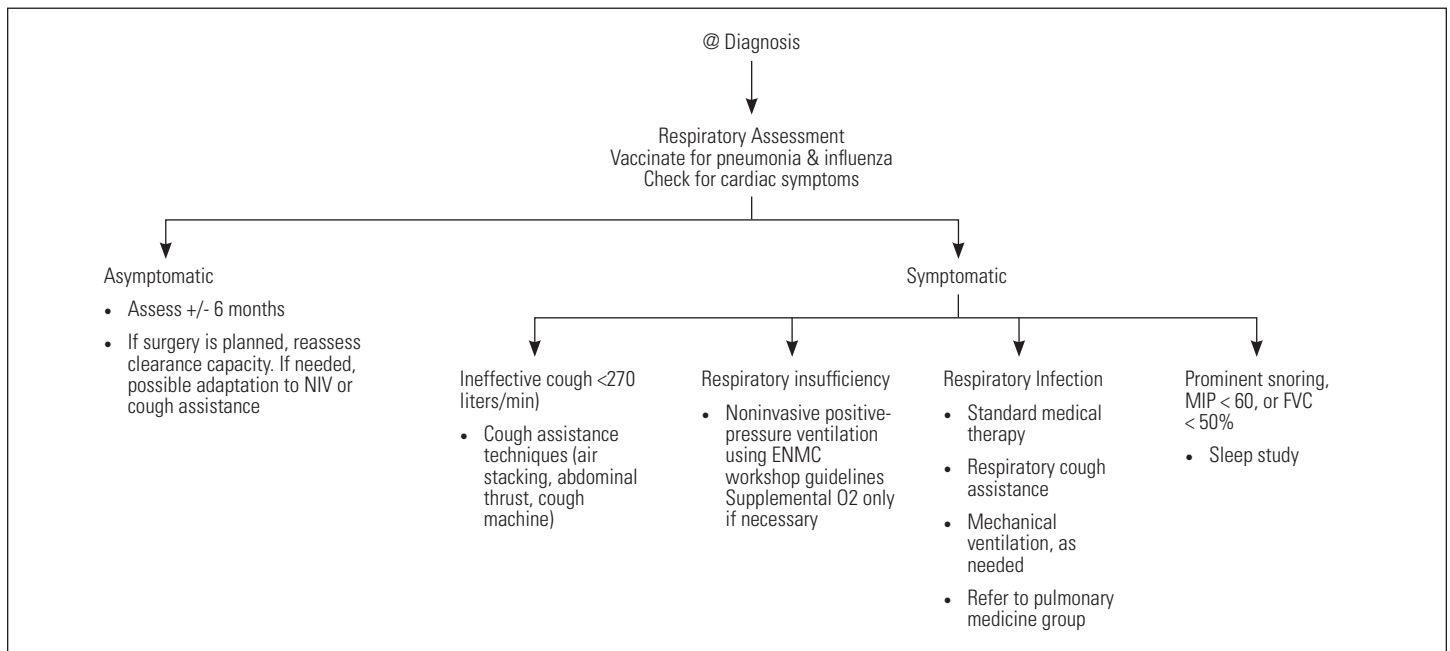 @ Diagnosis
Respiratory Assessment
Vaccinate for pneumonia & influenza
Check for cardiac symptoms
Asymptomatic
• Assess +/- 6 months
• If surgery is planned, reassess
clearance capacity. If needed,
possible adaptation to NIV or
cough assistance
Symptomatic
Ineffective cough <270
liters/min)
• Cough assistance
techniques (air
stacking, abdominal
thrust, cough
machine)
Respiratory insufficiency
• Noninvasive positive-
pressure ventilation
using ENMC
workshop guidelines
Supplemental O2 only
if necessary
Respiratory Infection
• Standard medical
therapy
• Respiratory cough
assistance
• Mechanical
ventilation, as
needed
• Refer to pulmonary
medicine group
Prominent snoring,
MIP < 60, or FVC
< 50%
• Sleep study